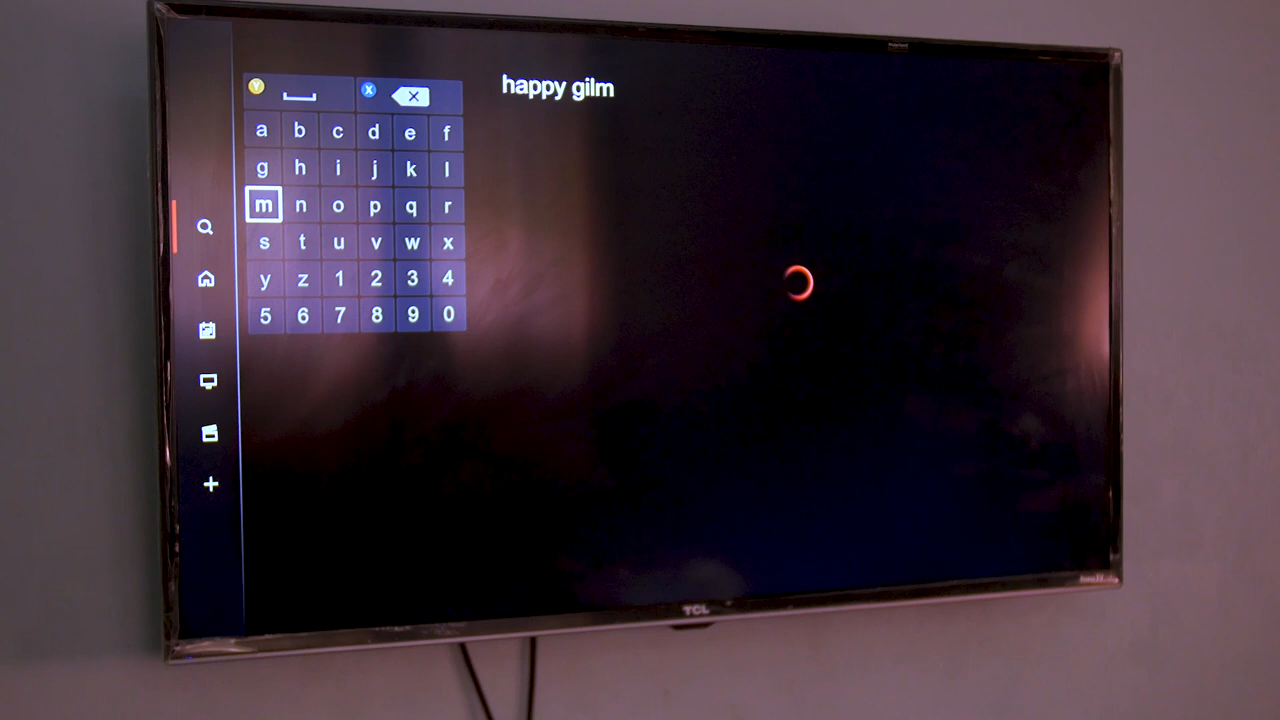 happy gilm
Y X
a b c d e f
g h i j k l
m n o p q r
s t u v w x
y z 1 2 3 4
5 6 7 8 9 0
TCL